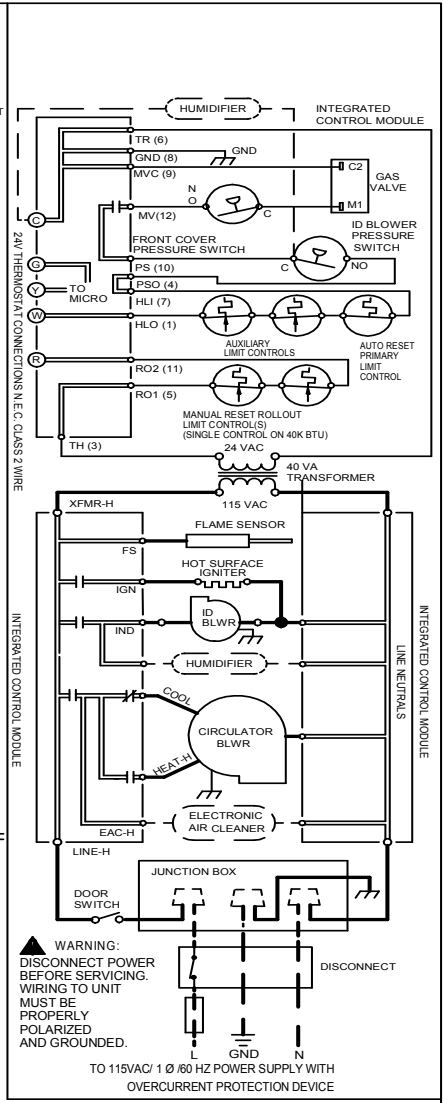 HUMIDIFIER
INTEGRATED
CONTROL MODULE
TR (6)
GND (8)
GND
MVC (9)
C2
GAS
VALVE
M1
N
O
C
MV(12)
ID BLOWER
PRESSURE
SWITCH
FRONT COVER
PRESSURE SWITCH
C
NO
PS (10)
PSO (4)
HLI (7)
HLO (1)
C
G
Y
TO
MICRO
W
R
24V THERMOSTAT CONNECTIONS N.E.C. CLASS 2 WIRE
AUXILIARY
LIMIT CONTROLS
AUTO RESET
PRIMARY
LIMIT
CONTROL
RO2 (11)
RO1 (5)
MANUAL RESET ROLLOUT
LIMIT CONTROL(S)
(SINGLE CONTROL ON 40K BTU)
TH (3)
24 VAC
40 VA
TRANSFORMER
115 VAC
XFMR-H
FLAME SENSOR
FS
HOT SURFACE
IGNITER
IGN
ID
BLWR
IND
HUMIDIFIER
INTEGRATED CONTROL MODULE
LINE NEUTRALS
INTEGRATED CONTROL MODULE
COOL
CIRCULATOR
BLWR
HEAT-H
ELECTRONIC
AIR CLEANER
EAC-H
LINE-H
JUNCTION BOX
DOOR
SWITCH
WARNING:
DISCONNECT POWER
BEFORE SERVICING.
WIRING TO UNIT
MUST BE
PROPERLY
POLARIZED
AND GROUNDED.
DISCONNECT
L
GND
N
TO 115VAC/ 1 Ø /60 HZ POWER SUPPLY WITH
OVERCURRENT PROTECTION DEVICE